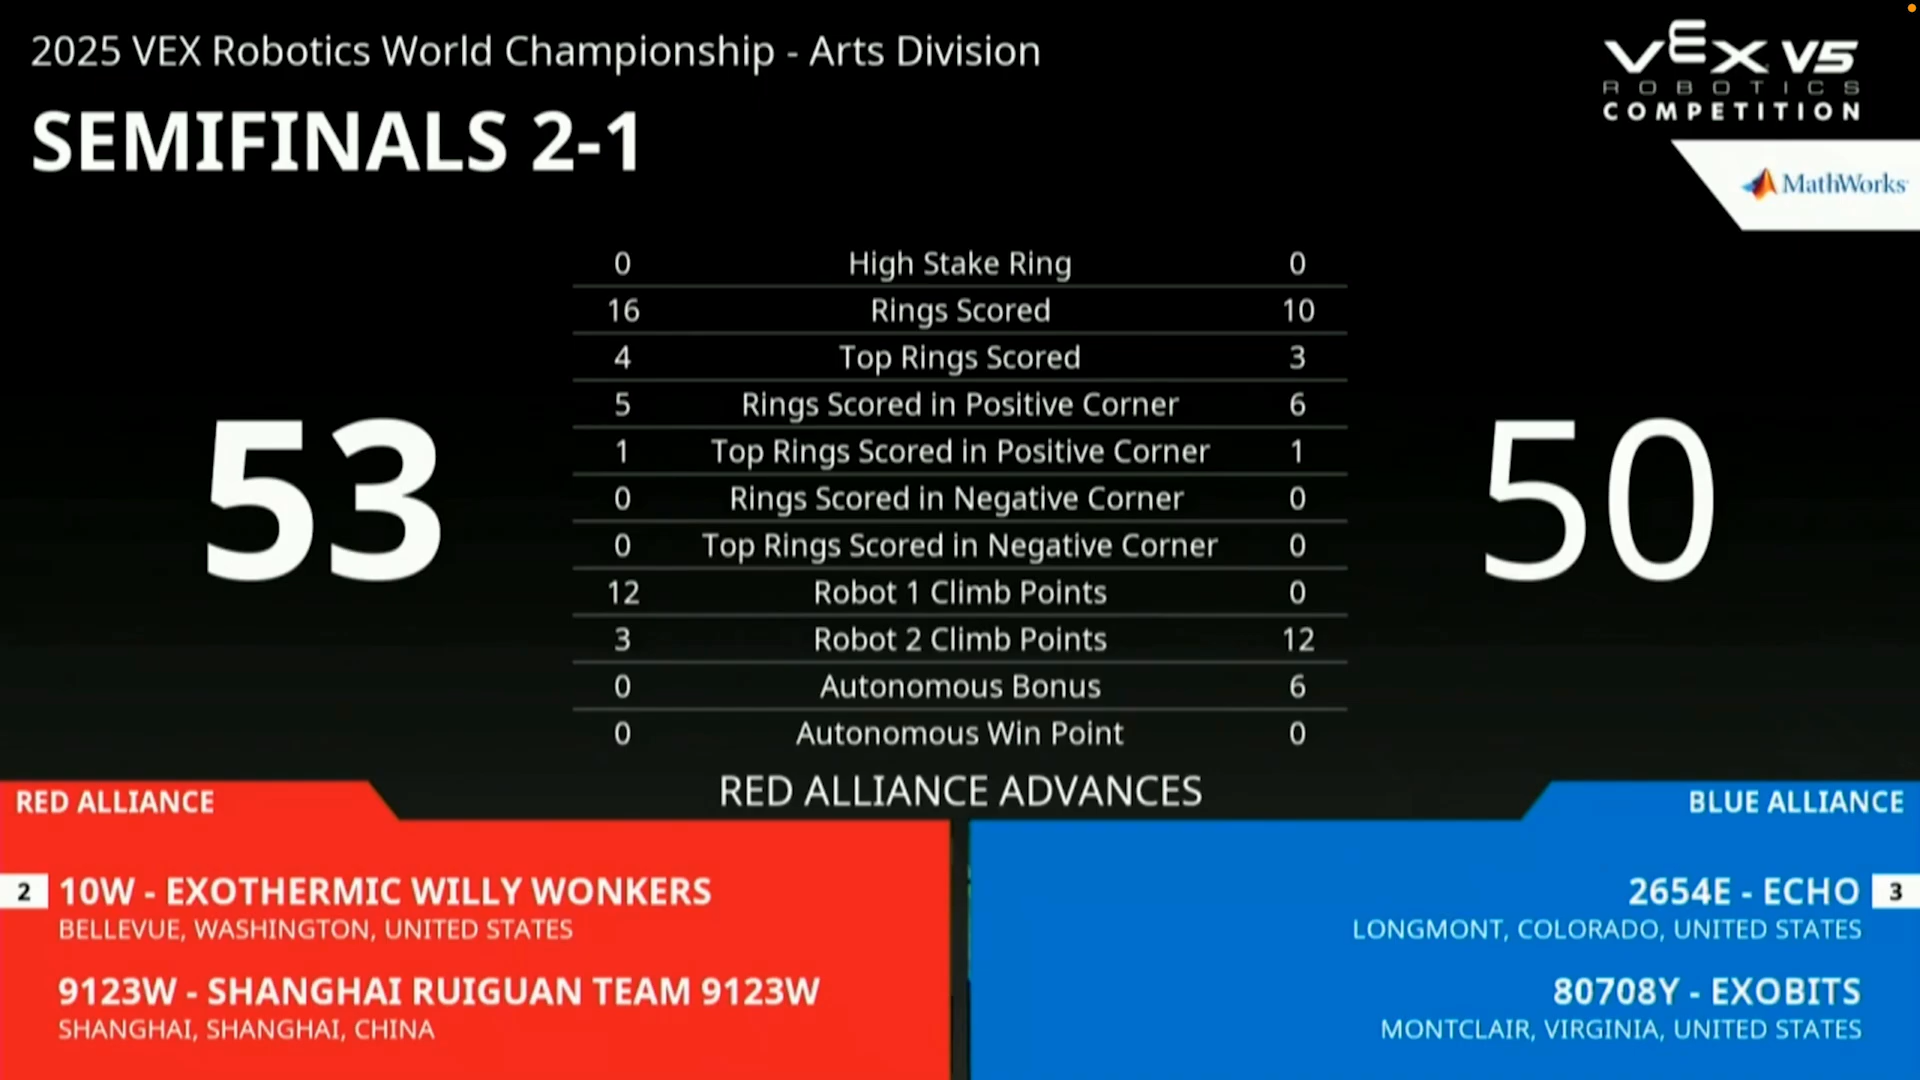 2025 VEX Robotics World Championship - Arts Division
SEMIFINALS 2-1
VEX V5
ROBOTICS
COMPETITION
MathWorks
0 High Stake Ring 0
16 Rings Scored 10
4 Top Rings Scored 3
5 Rings Scored in Positive Corner 6
1 Top Rings Scored in Positive Corner 1
0 Rings Scored in Negative Corner 0
0 Top Rings Scored in Negative Corner 0
12 Robot 1 Climb Points 0
3 Robot 2 Climb Points 12
0 Autonomous Bonus 6
0 Autonomous Win Point 0
53
50
RED ALLIANCE ADVANCES
RED ALLIANCE
2 10W - EXOTHERMIC WILLY WONKERS
BELLEVUE, WASHINGTON, UNITED STATES
9123W - SHANGHAI RUIGUAN TEAM 9123W
SHANGHAI, SHANGHAI, CHINA
BLUE ALLIANCE
2654E - ECHO 3
LONGMONT, COLORADO, UNITED STATES
80708Y - EXOBITS
MONTCLAIR, VIRGINIA, UNITED STATES